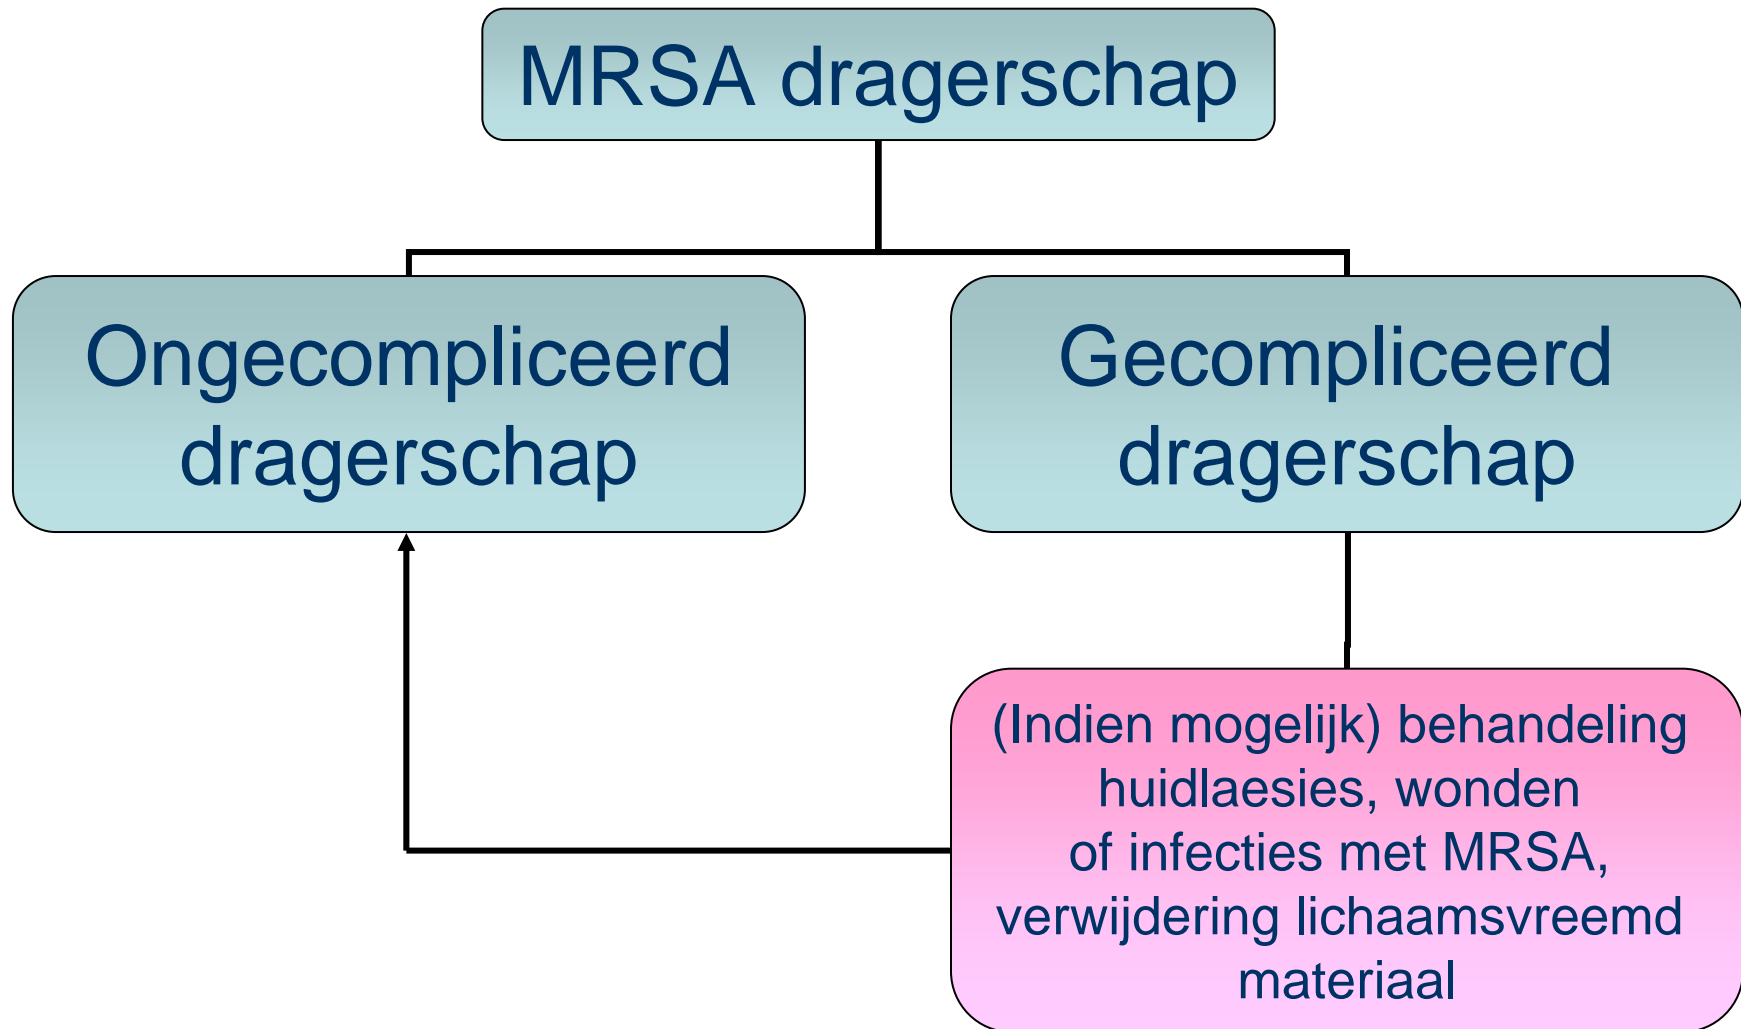 MRSA dragerschap
Ongecompliceerd
dragerschap
Gecompliceerd
dragerschap
(Indien mogelijk) behandeling
huidlaesies, wonden
of infecties met MRSA,
verwijdering lichaamsvreemd
materiaal